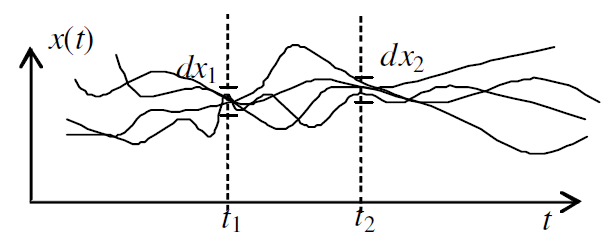 x(t)
dx₁
dx₂
t₁
t₂
t